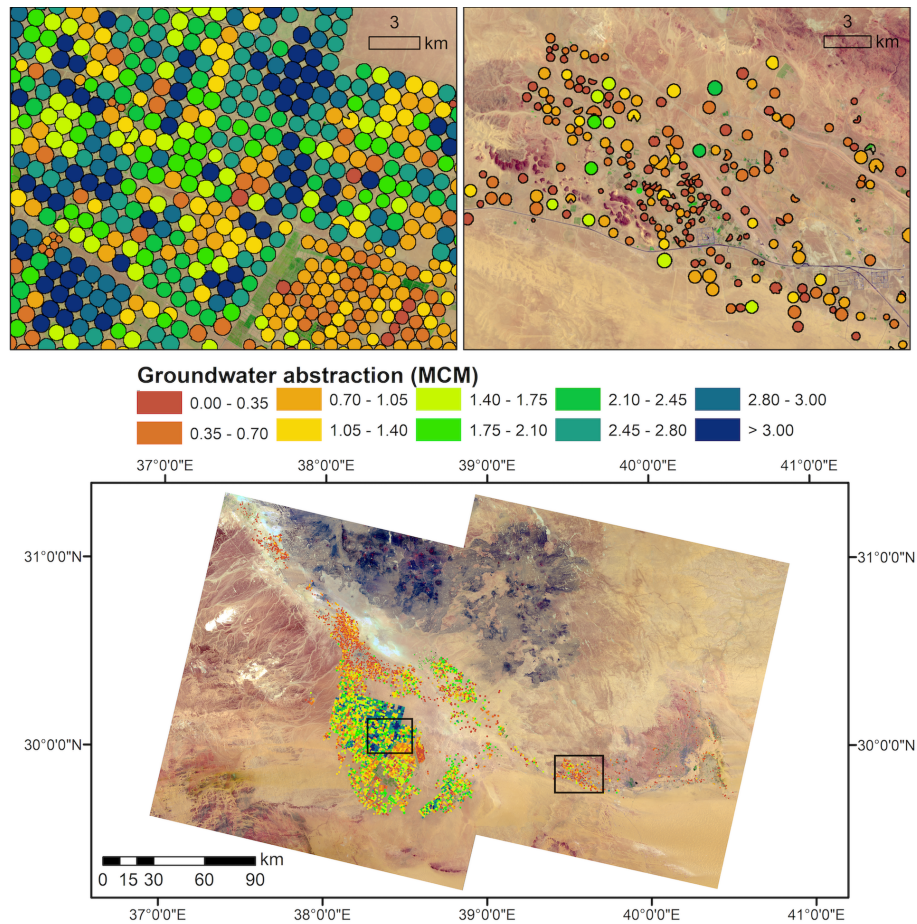 3
km
3
km
Groundwater abstraction (MCM)
0.00 - 0.35
0.70 - 1.05
1.40 - 1.75
2.10 - 2.45
2.80 - 3.00
0.35 - 0.70
1.05 - 1.40
1.75 - 2.10
2.45 - 2.80
> 3.00
37°0'0"E
38°0'0"E
39°0'0"E
40°0'0"E
41°0'0"E
31°0'0"N
31°0'0"N
30°0'0"N
30°0'0"N
km
0 15 30 60 90
37°0'0"E
38°0'0"E
39°0'0"E
40°0'0"E
41°0'0"E